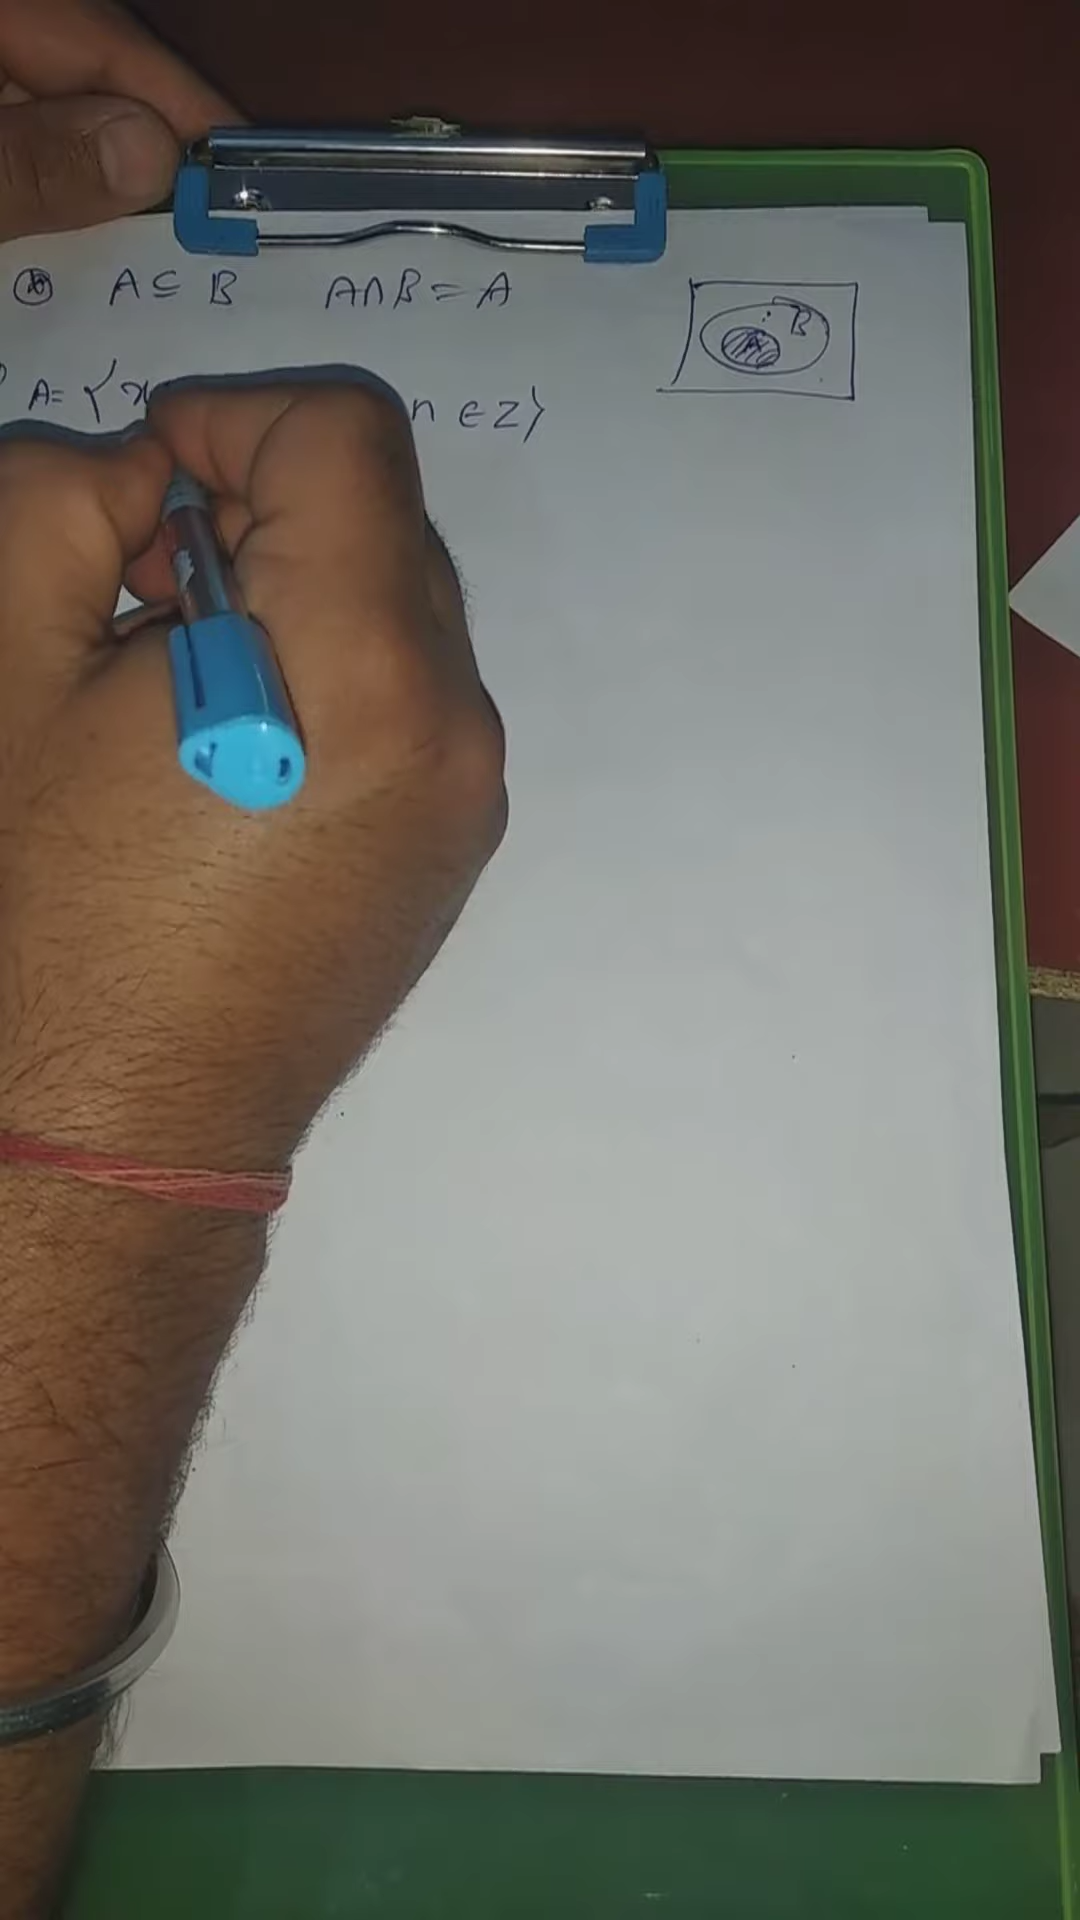 A ⊆ B A∩B = A
B
A
A = { x n ∈ Z }